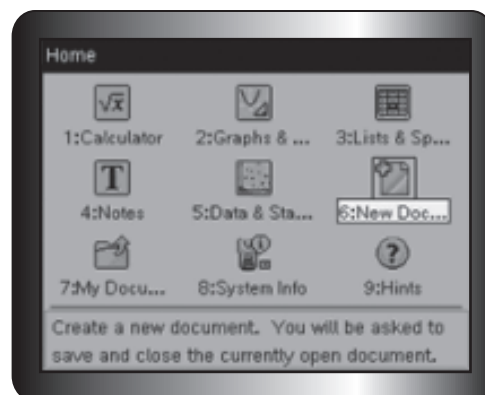 Home
1:Calculator 2:Graphs & ... 3:Lists & Sp...
4:Notes 5:Data & Sta... 6:New Doc...
7:My Docu... 8:System Info 9:Hints
Create a new document. You will be asked to
save and close the currently open document.